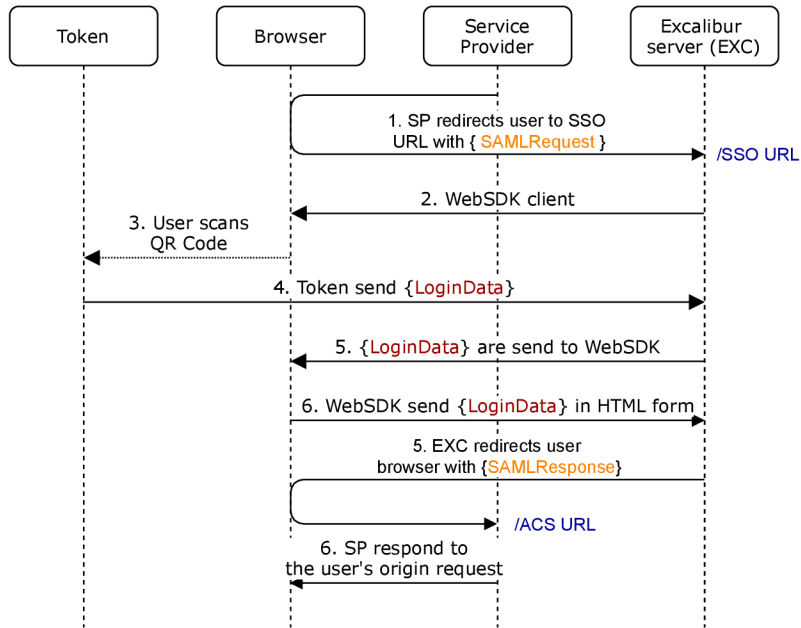 Token
Browser
Service
Provider
Excalibur
server (EXC)
1. SP redirects user to SSO
URL with { SAMLRequest }
/SSO URL
2. WebSDK client
3. User scans
QR Code
4. Token send {LoginData}
5. {LoginData} are send to WebSDK
6. WebSDK send {LoginData} in HTML form
5. EXC redirects user
browser with {SAMLResponse}
/ACS URL
6. SP respond to
the user's origin request